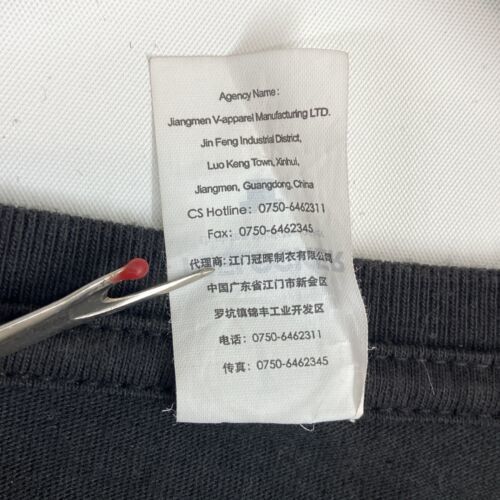 Agency Name :
Jiangmen V-apparel Manufacturing LTD.
Jin Feng Industrial District,
Luo Keng Town, Xinhui,
Jiangmen, Guangdong, China
CS Hotline: 0750-6462311
Fax: 0750-6462345
代理商: 江门冠晖制衣有限公司
中国广东省江门市新会区
罗坑镇锦丰工业开发区
电话: 0750-6462311
传真: 0750-6462345